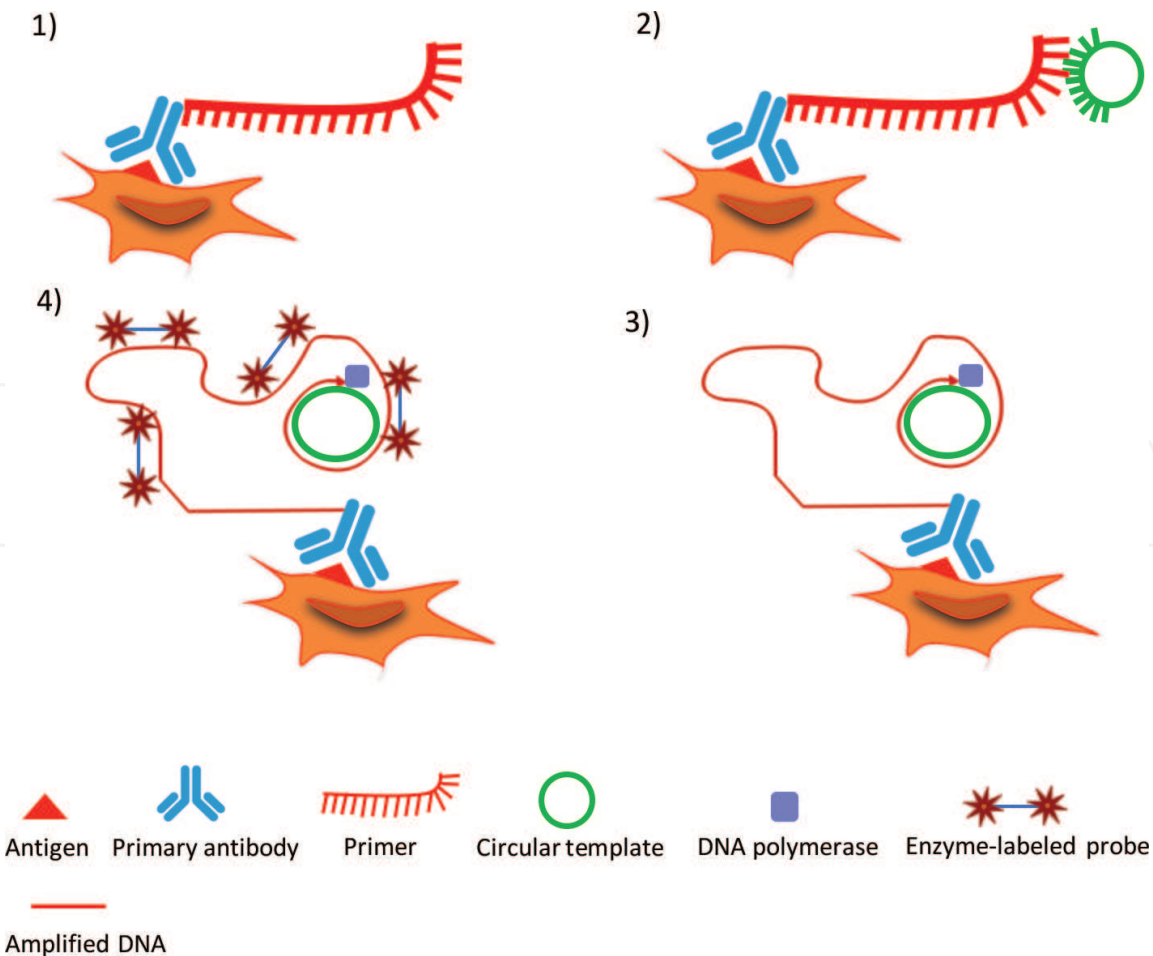 1)
2)
4)
3)
Antigen Primary antibody Primer Circular template DNA polymerase Enzyme-labeled probe
Amplified DNA